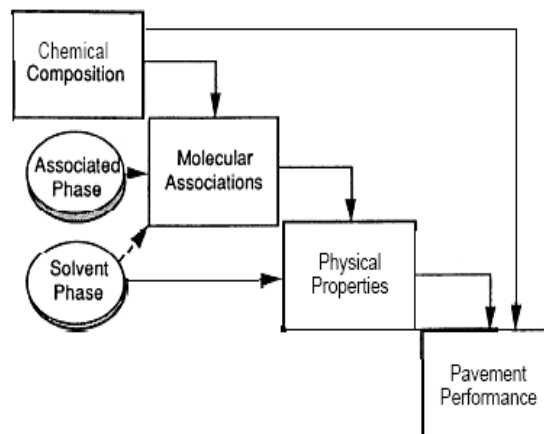 Chemical
Composition
Associated
Phase
Molecular
Associations
Solvent
Phase
Physical
Properties
Pavement
Performance